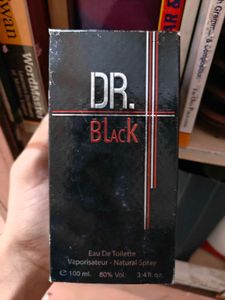 DR.
BLacK
Eau De Toilette
Vaporisateur - Natural Spray
℮ 100 ml. 80% Vol. 3.4 fl. oz.